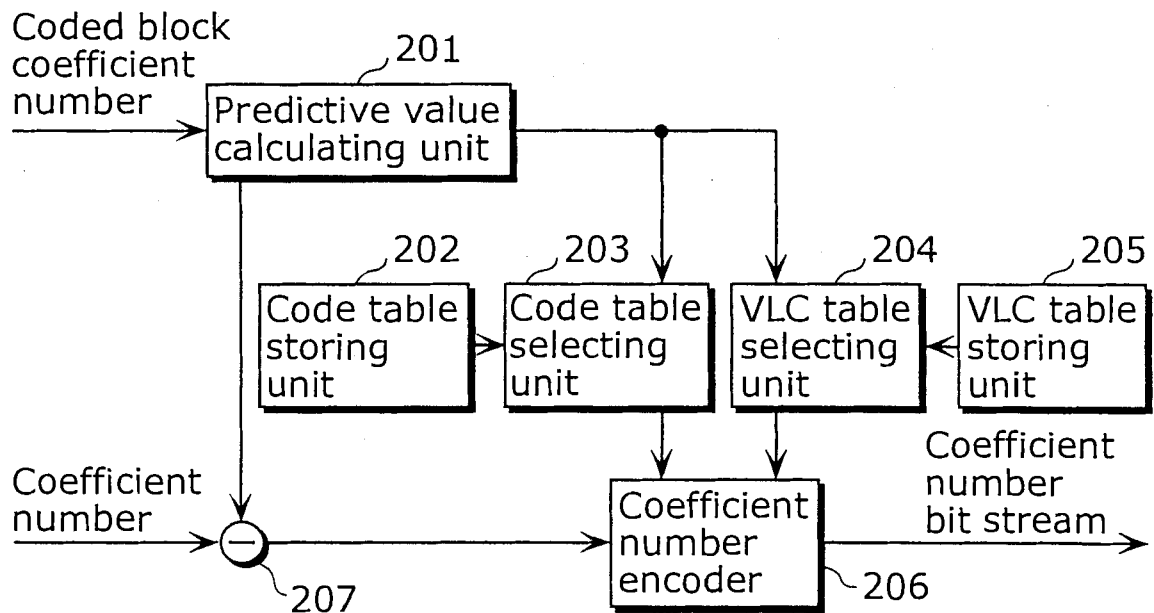 Coded block
coefficient
number
201
Predictive value
calculating unit
202
203
204
205
Code table
storing
unit
Code table
selecting
unit
VLC table
selecting
unit
VLC table
storing
unit
Coefficient
number
207
Coefficient
number
encoder
206
Coefficient
number
bit stream